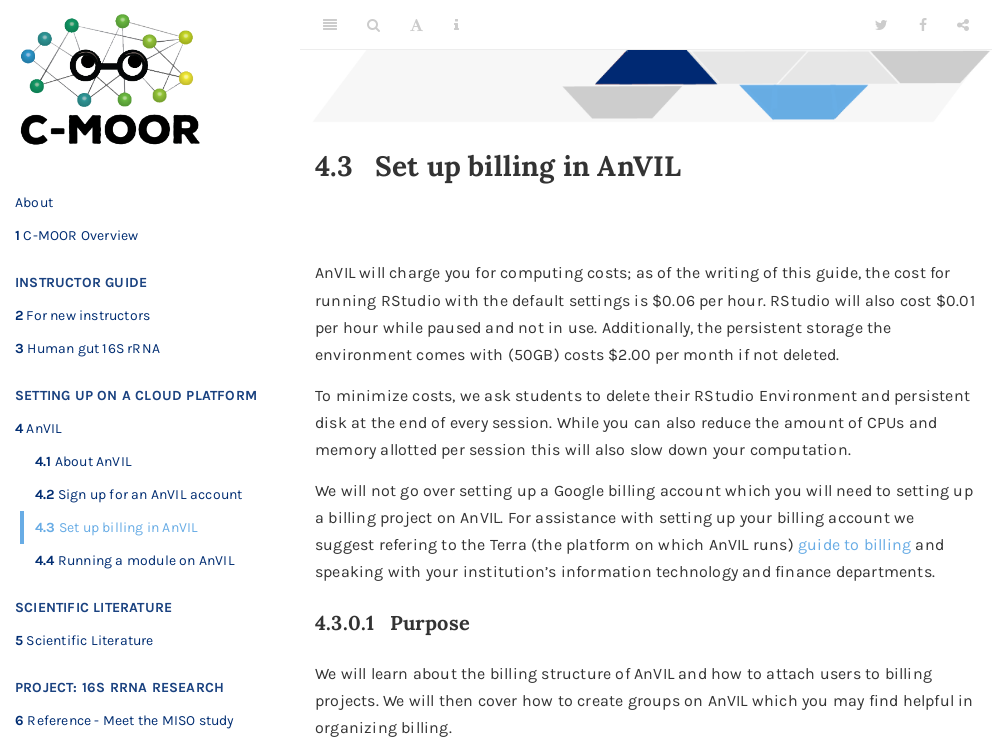 C-MOOR
About
1 C-MOOR Overview
INSTRUCTOR GUIDE
2 For new instructors
3 Human gut 16S rRNA
SETTING UP ON A CLOUD PLATFORM
4 AnVIL
4.1 About AnVIL
4.2 Sign up for an AnVIL account
4.3 Set up billing in AnVIL
4.4 Running a module on AnVIL
SCIENTIFIC LITERATURE
5 Scientific Literature
PROJECT: 16S RRNA RESEARCH
6 Reference - Meet the MISO study
A
4.3 Set up billing in AnVIL
AnVIL will charge you for computing costs; as of the writing of this guide, the cost for
running RStudio with the default settings is $0.06 per hour. RStudio will also cost $0.01
per hour while paused and not in use. Additionally, the persistent storage the
environment comes with (50GB) costs $2.00 per month if not deleted.
To minimize costs, we ask students to delete their RStudio Environment and persistent
disk at the end of every session. While you can also reduce the amount of CPUs and
memory allotted per session this will also slow down your computation.
We will not go over setting up a Google billing account which you will need to setting up
a billing project on AnVIL. For assistance with setting up your billing account we
suggest refering to the Terra (the platform on which AnVIL runs) guide to billing and
speaking with your institution's information technology and finance departments.
4.3.0.1 Purpose
We will learn about the billing structure of AnVIL and how to attach users to billing
projects. We will then cover how to create groups on AnVIL which you may find helpful in
organizing billing.